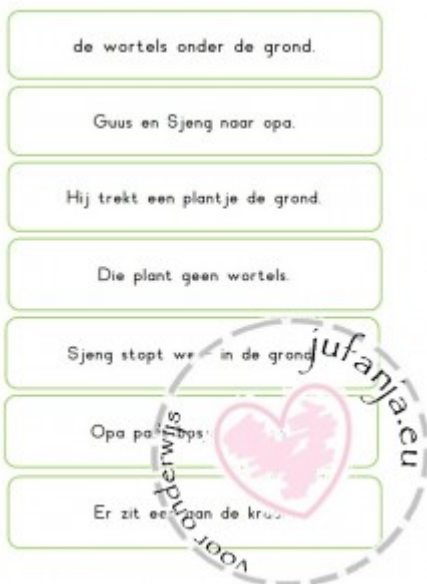 de wortels onder de grond.
Guus en Sjeng naar opa.
Hij trekt een plantje de grond.
Die plant geen wortels.
Sjeng stopt in de grond
Opa
Er zit aan de
jufanja.eu
voor onderwijs